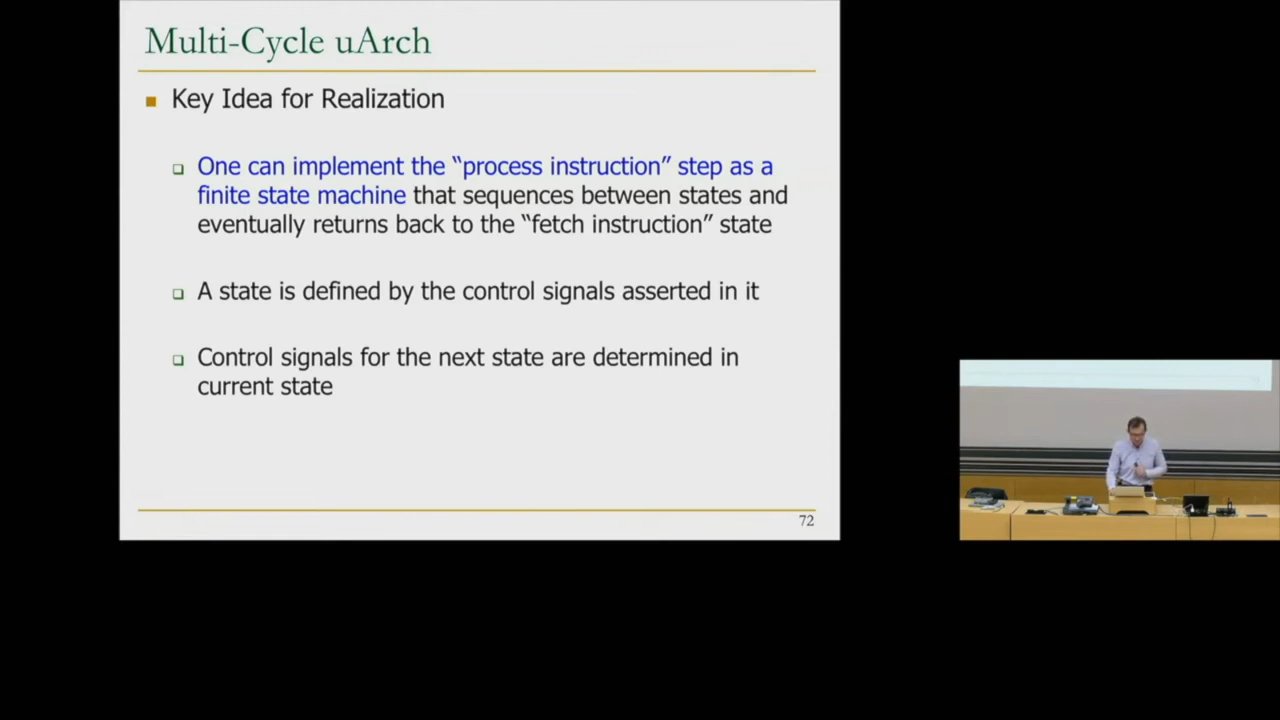 Multi-Cycle uArch
Key Idea for Realization
One can implement the “process instruction” step as a
finite state machine that sequences between states and
eventually returns back to the “fetch instruction” state
A state is defined by the control signals asserted in it
Control signals for the next state are determined in
current state
72